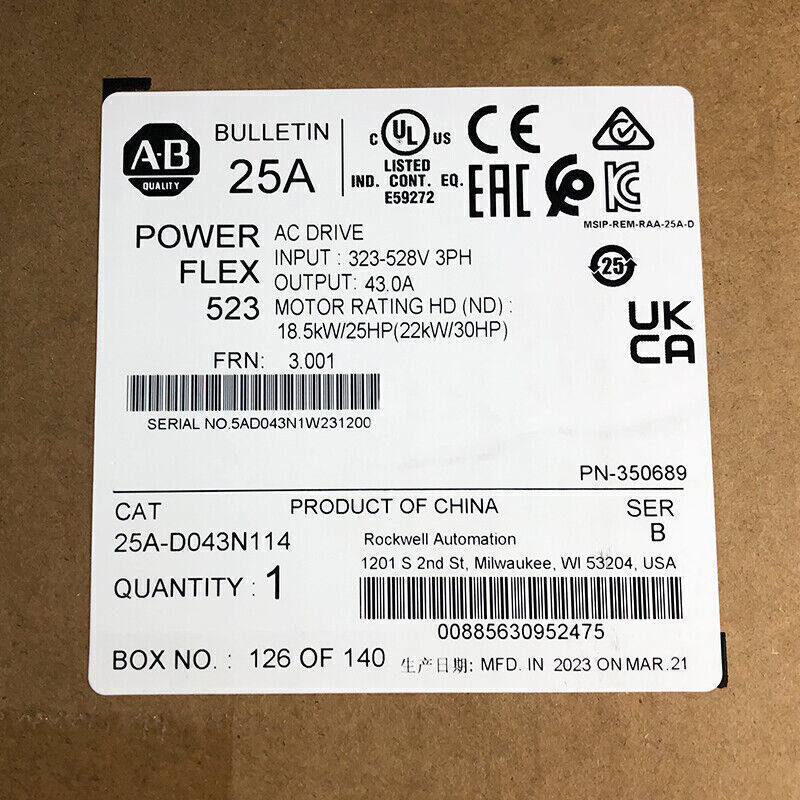 A-B
QUALITY
BULLETIN
25A
C UL US
LISTED
IND. CONT. EQ.
E59272
CE
EAC
KC
MSIP-REM-RAA-25A-D
POWER
FLEX
523
AC DRIVE
INPUT : 323-528V 3PH
OUTPUT: 43.0A
MOTOR RATING HD (ND) :
18.5kW/25HP(22kW/30HP)
25
UK
CA
FRN: 3.001
SERIAL NO.5AD043N1W231200
PN-350689
CAT
25A-D043N114
PRODUCT OF CHINA
SER
B
Rockwell Automation
1201 S 2nd St, Milwaukee, WI 53204, USA
QUANTITY : 1
00885630952475
BOX NO. : 126 OF 140
生产日期: MFD. IN 2023 ON MAR.21